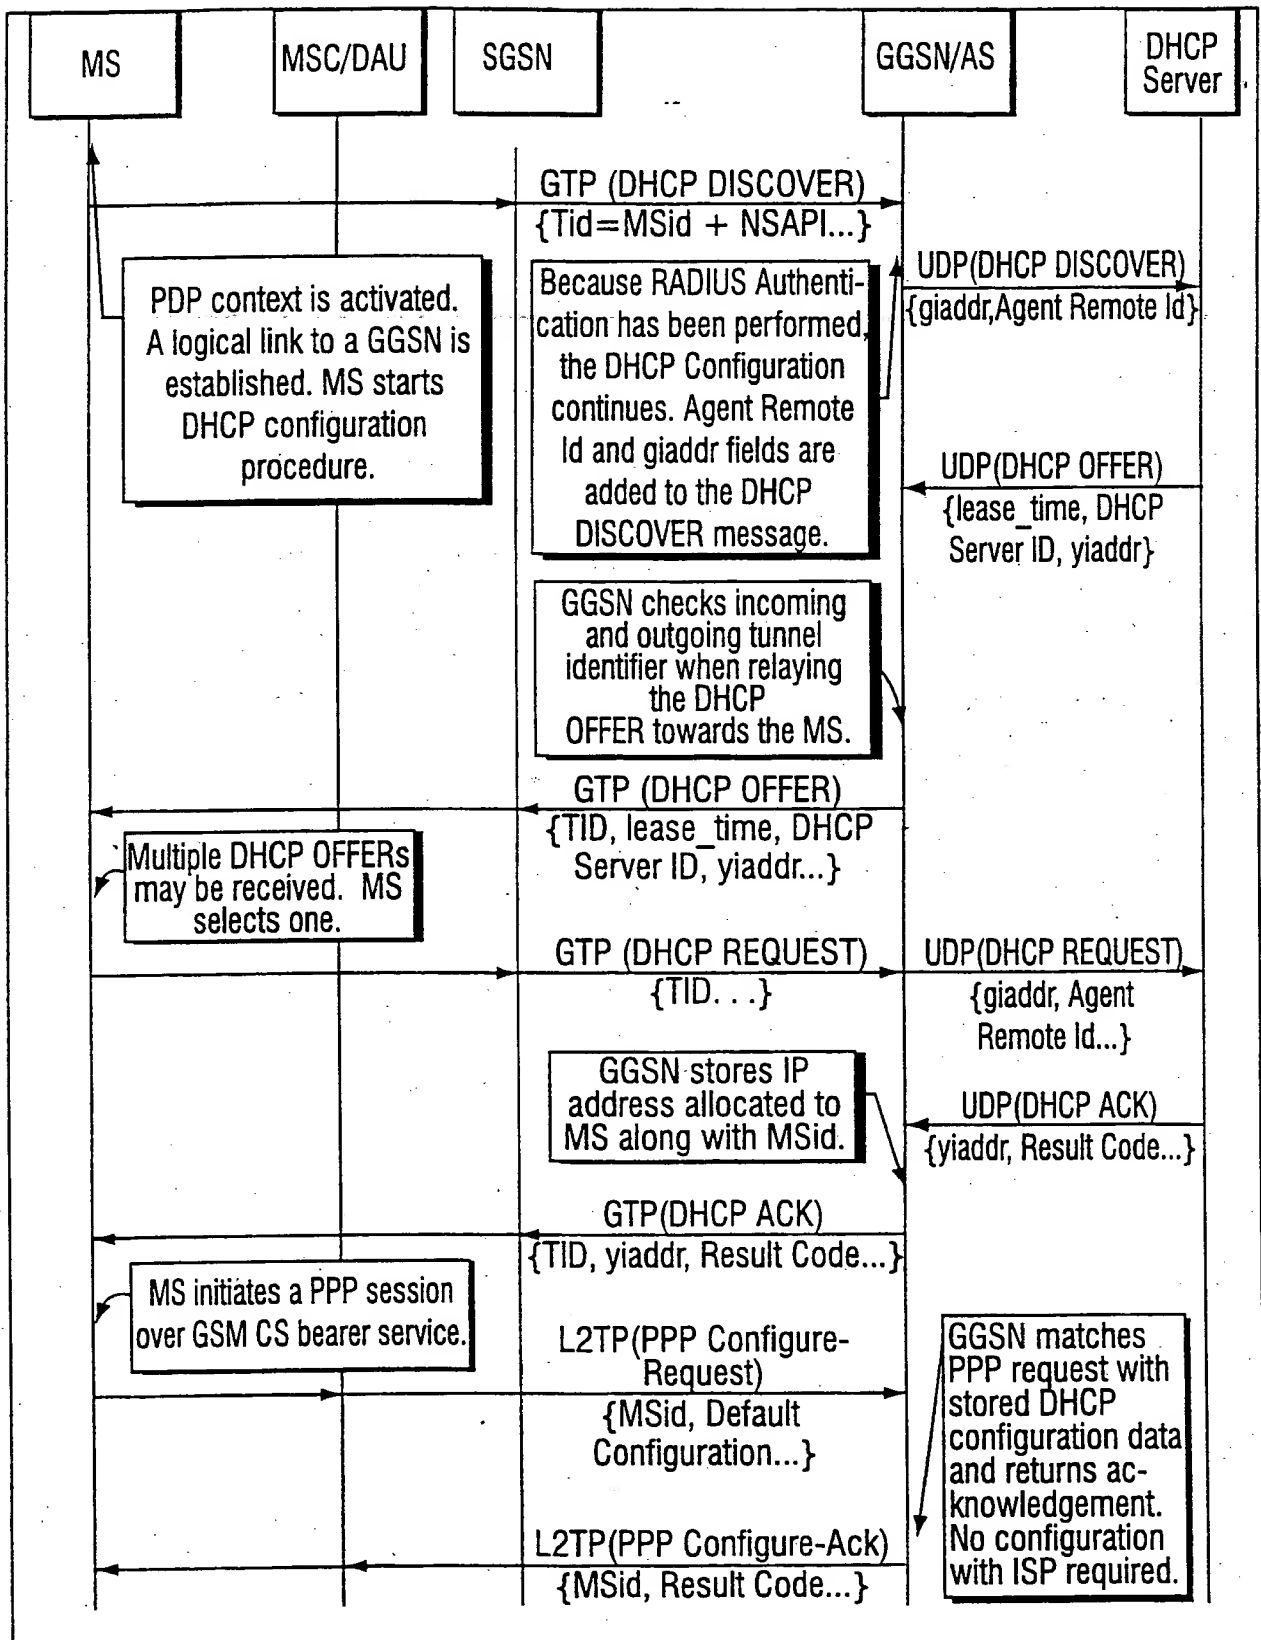 MS
MSC/DAU
SGSN
GGSN/AS
DHCP
Server
GTP (DHCP DISCOVER)
{Tid=MSid + NSAPI...}
PDP context is activated.
A logical link to a GGSN is
established. MS starts
DHCP configuration
procedure.
Because RADIUS Authenti-
cation has been performed,
the DHCP Configuration
continues. Agent Remote
Id and giaddr fields are
added to the DHCP
DISCOVER message.
UDP(DHCP DISCOVER)
{giaddr,Agent Remote Id}
UDP(DHCP OFFER)
{lease_time, DHCP
Server ID, yiaddr}
GGSN checks incoming
and outgoing tunnel
identifier when relaying
the DHCP
OFFER towards the MS.
GTP (DHCP OFFER)
{TID, lease_time, DHCP
Server ID, yiaddr...}
Multiple DHCP OFFERs
may be received. MS
selects one.
GTP (DHCP REQUEST)
{TID...}
UDP(DHCP REQUEST)
{giaddr, Agent
Remote Id...}
GGSN stores IP
address allocated to
MS along with MSid.
UDP(DHCP ACK)
{yiaddr, Result Code...}
GTP(DHCP ACK)
{TID, yiaddr, Result Code...}
MS initiates a PPP session
over GSM CS bearer service.
L2TP(PPP Configure-
Request)
{MSid, Default
Configuration...}
GGSN matches
PPP request with
stored DHCP
configuration data
and returns ac-
knowledgement.
No configuration
with ISP required.
L2TP(PPP Configure-Ack)
{MSid, Result Code...}